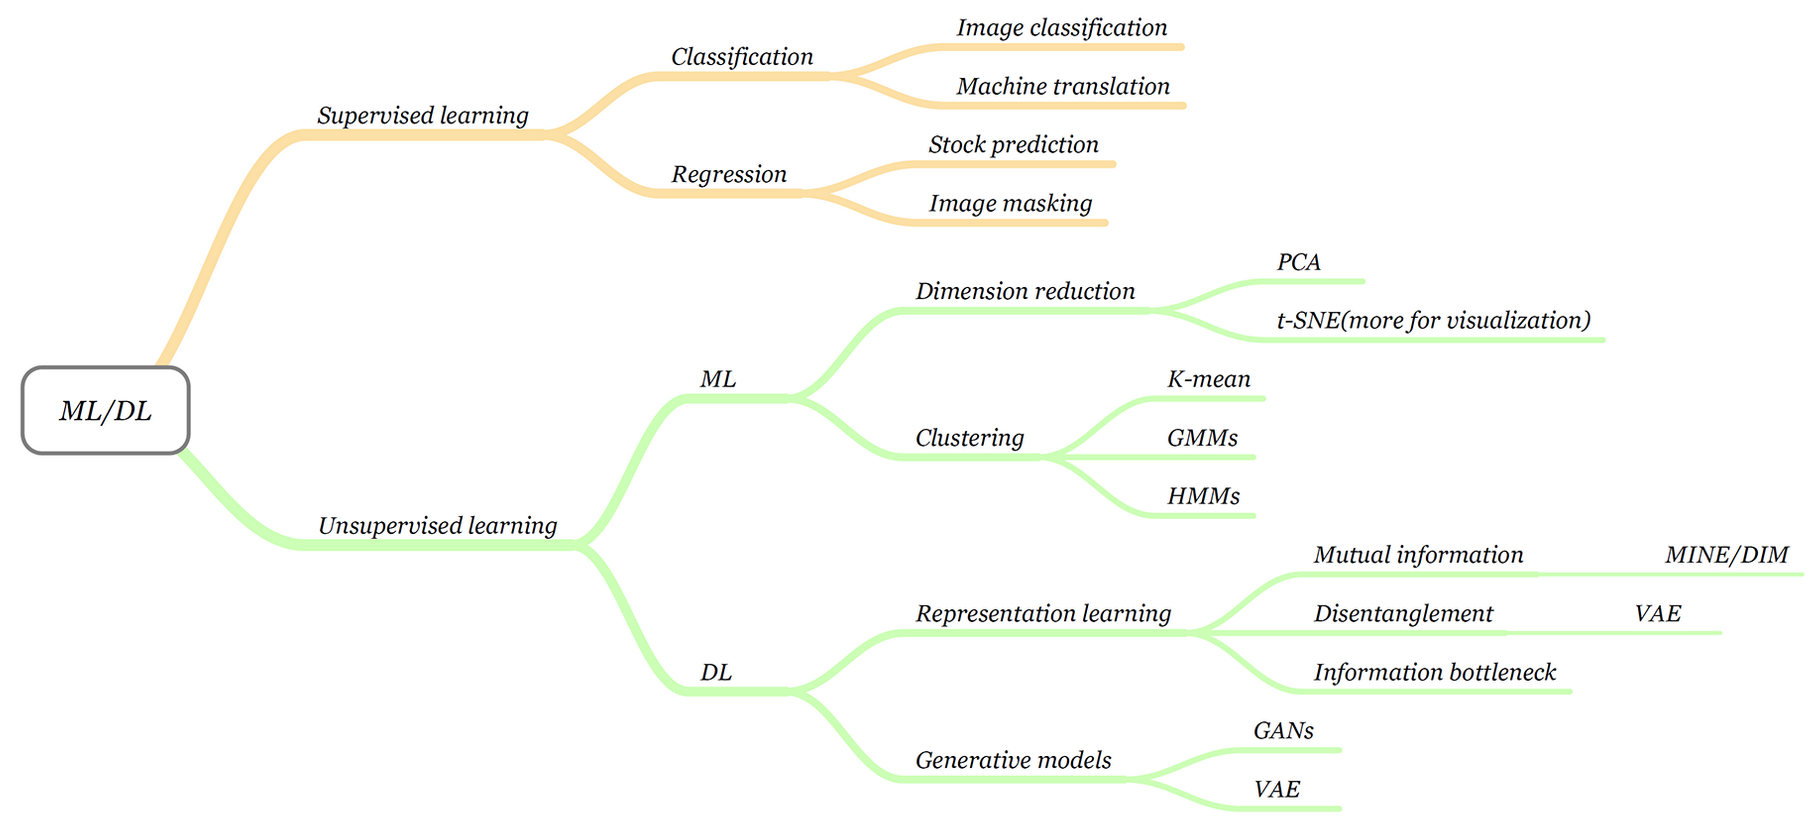 Image classification
Classification
Machine translation
Supervised learning
Stock prediction
Regression
Image masking
PCA
Dimension reduction
t-SNE(more for visualization)
ML
K-mean
ML/DL
Clustering
GMMs
HMMs
Unsupervised learning
Mutual information MINE/DIM
Representation learning
Disentanglement VAE
DL
Information bottleneck
GANs
Generative models
VAE